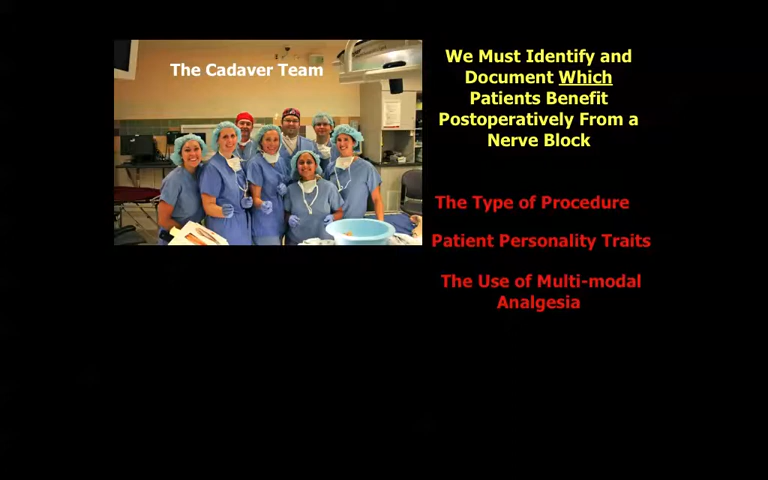 The Cadaver Team
We Must Identify and
Document Which
Patients Benefit
Postoperatively From a
Nerve Block
The Type of Procedure
Patient Personality Traits
The Use of Multi-modal
Analgesia